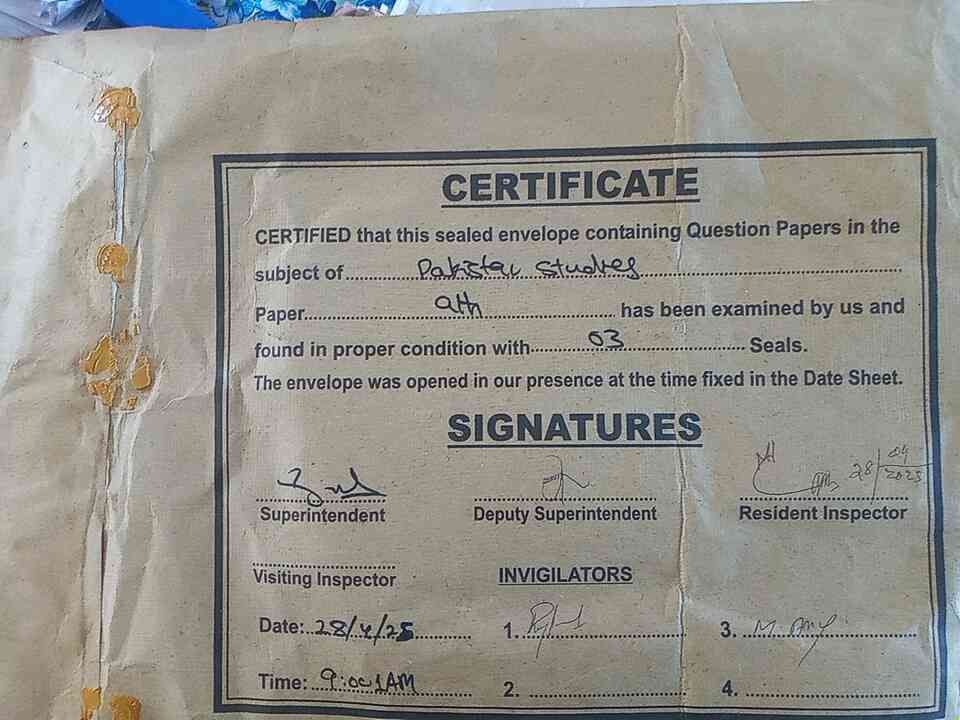 CERTIFICATE
CERTIFIED that this sealed envelope containing Question Papers in the
subject of Pakistan Studies
Paper 9th has been examined by us and
found in proper condition with 03 Seals.
The envelope was opened in our presence at the time fixed in the Date Sheet.
SIGNATURES
28/04/2025
Superintendent Deputy Superintendent Resident Inspector
Visiting Inspector INVIGILATORS
Date: 28/4/25 1. 3.
Time: 9:00 AM 2. 4.